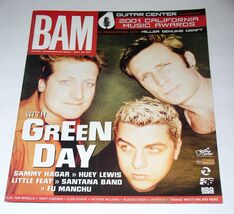 BAM
GUITAR CENTER
2001 CALIFORNIA
MUSIC AWARDS
MILLER GENUINE DRAFT
WITH
GREEN
DAY
SAMMY HAGAR » HUEY LEWIS
LITTLE FEAT » SANTANA BAND
» FU MANCHU